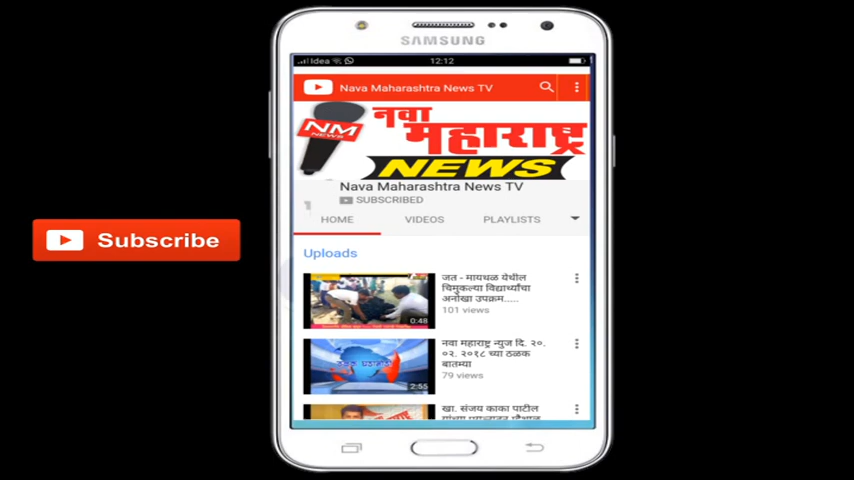 SAMSUNG
Idea
12:12
Nava Maharashtra News TV
NM
NEWS
नवा
महाराष्ट्र
NEWS
Nava Maharashtra News TV
SUBSCRIBED
HOME VIDEOS PLAYLISTS
Subscribe
Uploads
जत - मायथळ येथील
चिमुकल्या विद्यार्थ्यांचा
अनोखा उपक्रम.....
101 views
0:48
नवा महाराष्ट्र न्युज दि. २०.
०२. २०१८ च्या ठळक
बातम्या
79 views
2:55
खा. संजय काका पाटील